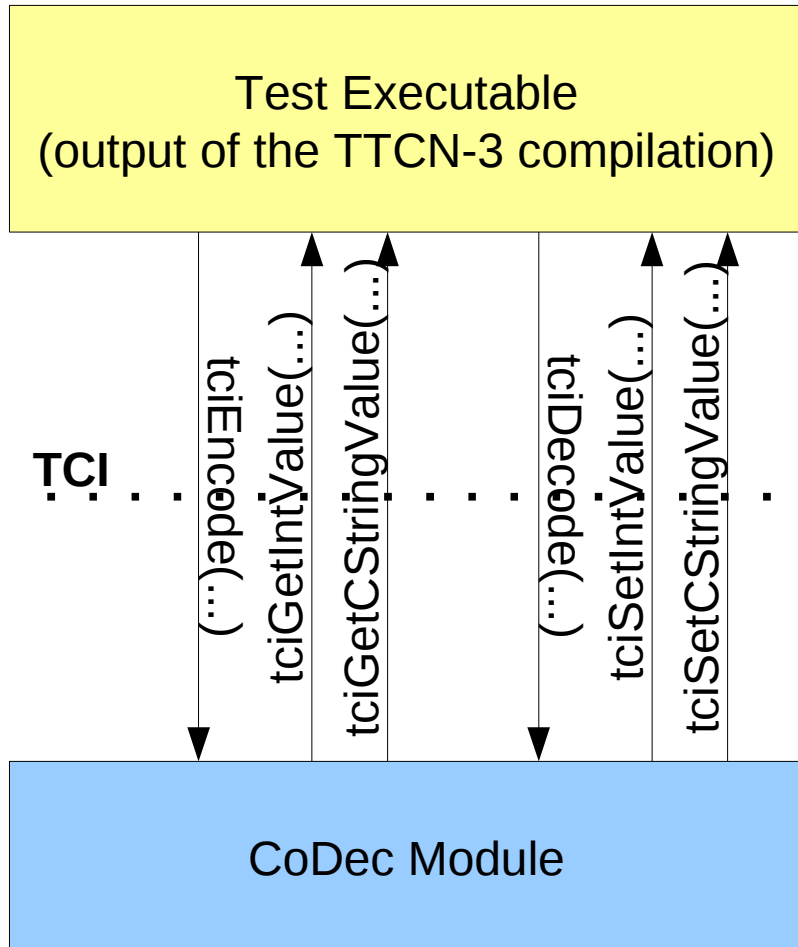 Test Executable
(output of the TTCN-3 compilation)
TCI
tciEncode(...)
tciGetIntValue(...)
tciGetCStringValue(...)
tciDecode(...)
tciSetIntValue(...)
tciSetCStringValue(...)
CoDec Module